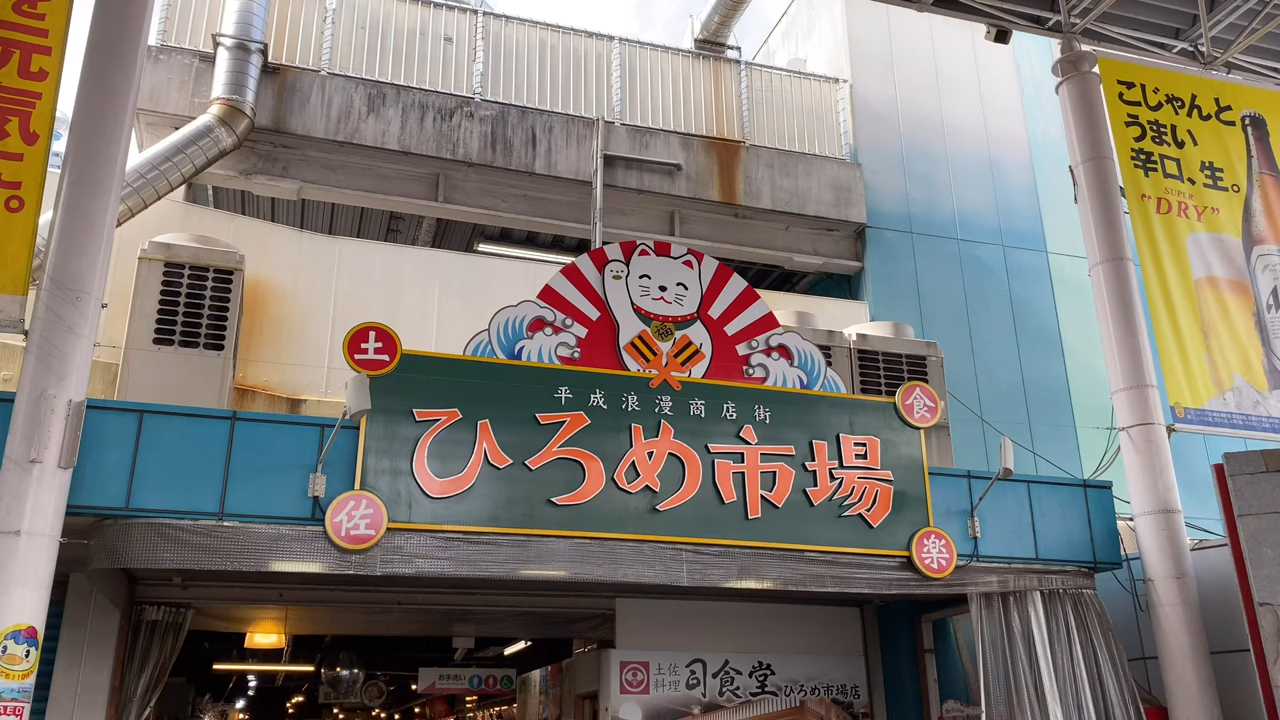 を元気に。
こじゃんと
うまい
辛口、生。
SUPER
"DRY"
福
土
食
平成浪漫商店街
ひろめ市場
佐
楽
お手洗い
土佐
料理
司食堂
ひろめ市場店
AED